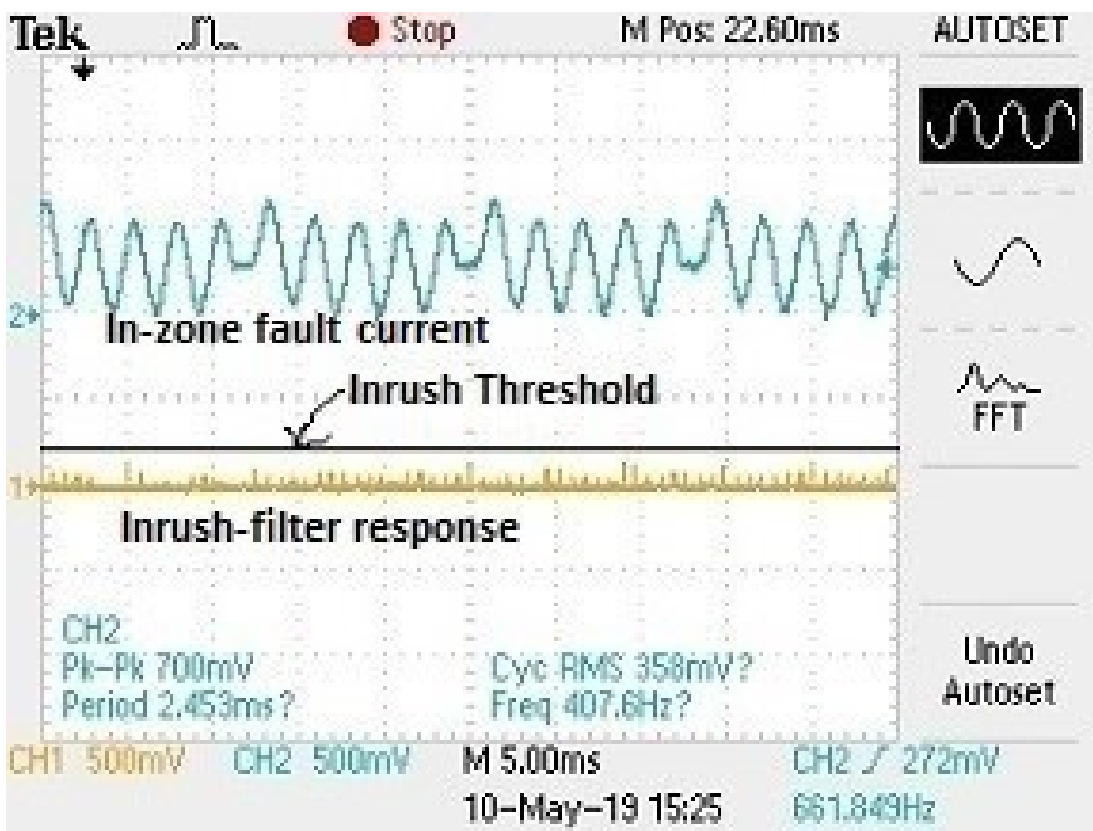 Tek Stop M Pos: 22.60ms AUTOSET
2
In-zone fault current
Inrush Threshold
FFT
1
Inrush-filter response
CH2
Pk-Pk 700mV Cyc RMS 358mV?
Period 2.453ms? Freq 407.6Hz?
Undo
Autoset
CH1 500mV CH2 500mV M 5.00ms CH2 / 272mV
10-May-19 15:25 661.849Hz